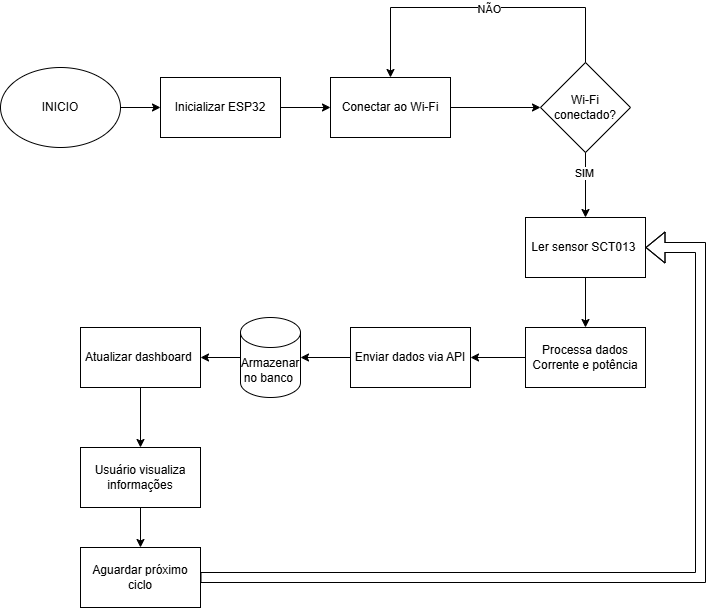 NÃO
INICIO
Inicializar ESP32
Conectar ao Wi-Fi
Wi-Fi
conectado?
SIM
Ler sensor SCT013
Processa dados
Corrente e potência
Enviar dados via API
Armazenar
no banco
Atualizar dashboard
Usuário visualiza
informações
Aguardar próximo
ciclo